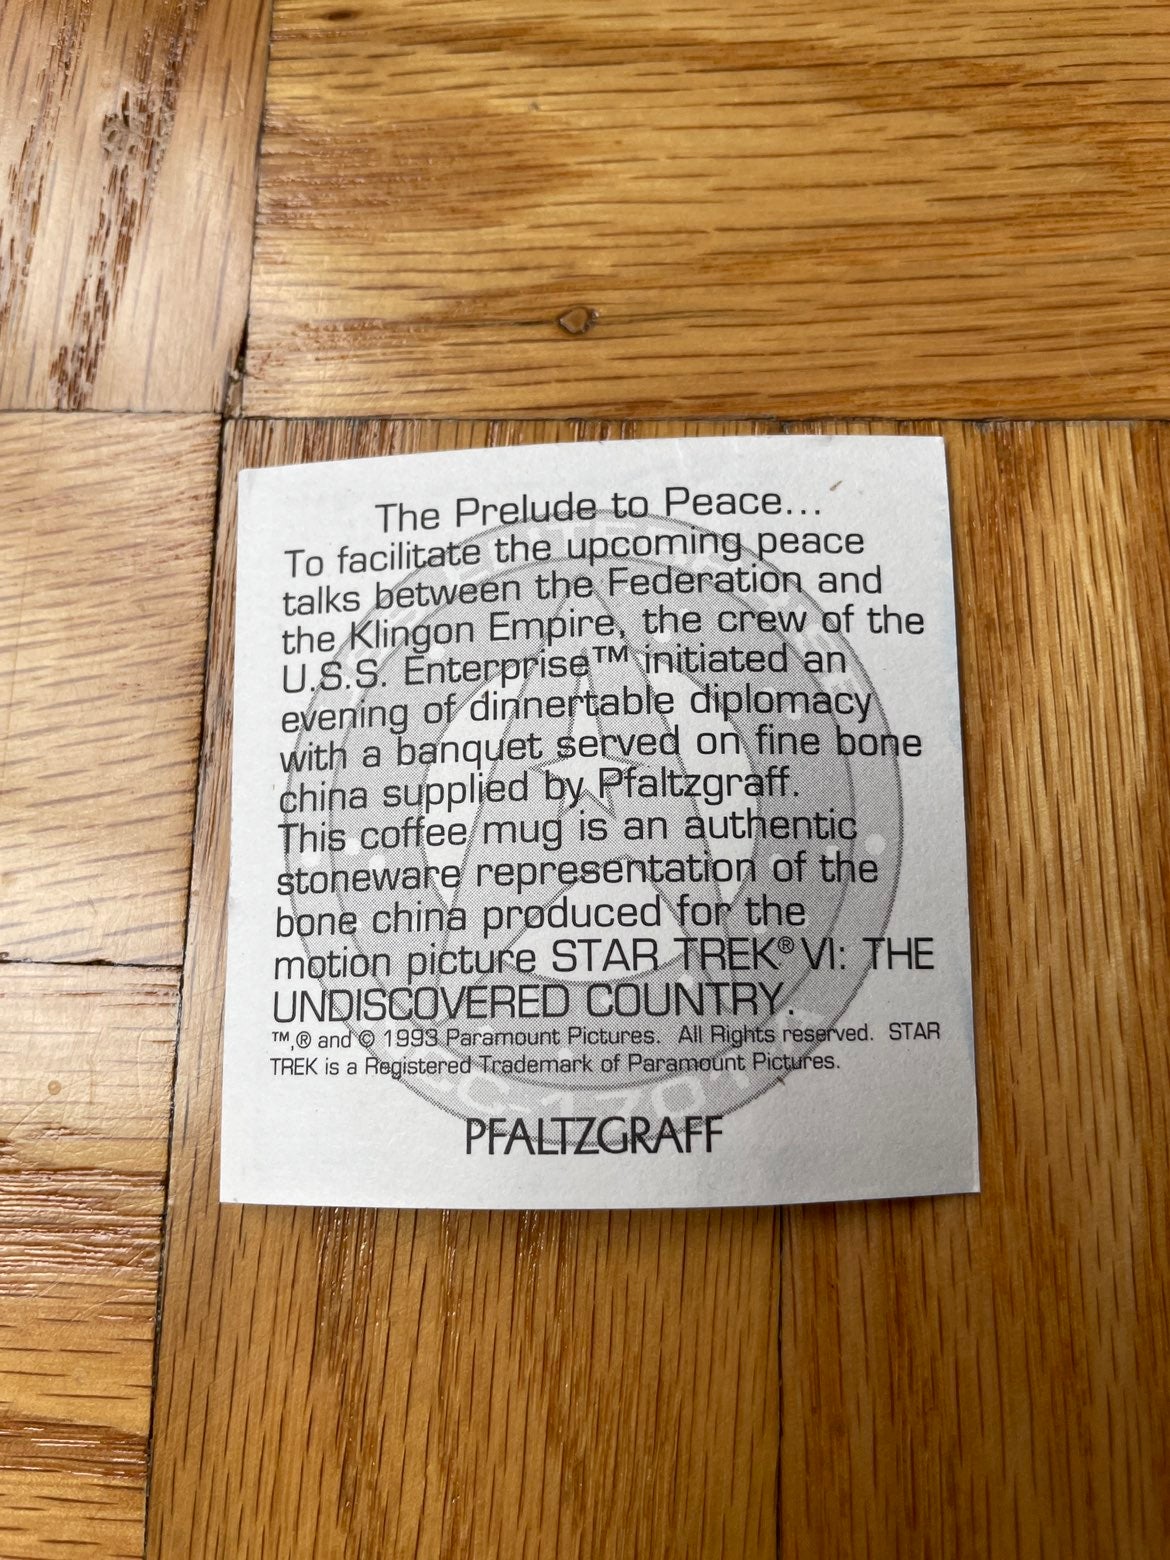 The Prelude to Peace...
To facilitate the upcoming peace
talks between the Federation and
the Klingon Empire, the crew of the
U.S.S. Enterprise™ initiated an
evening of dinnertable diplomacy
with a banquet served on fine bone
china supplied by Pfaltzgraff.
This coffee mug is an authentic
stoneware representation of the
bone china produced for the
motion picture STAR TREK® VI: THE
UNDISCOVERED COUNTRY.
™,® and © 1993 Paramount Pictures. All Rights reserved. STAR
TREK is a Registered Trademark of Paramount Pictures.
PFALTZGRAFF